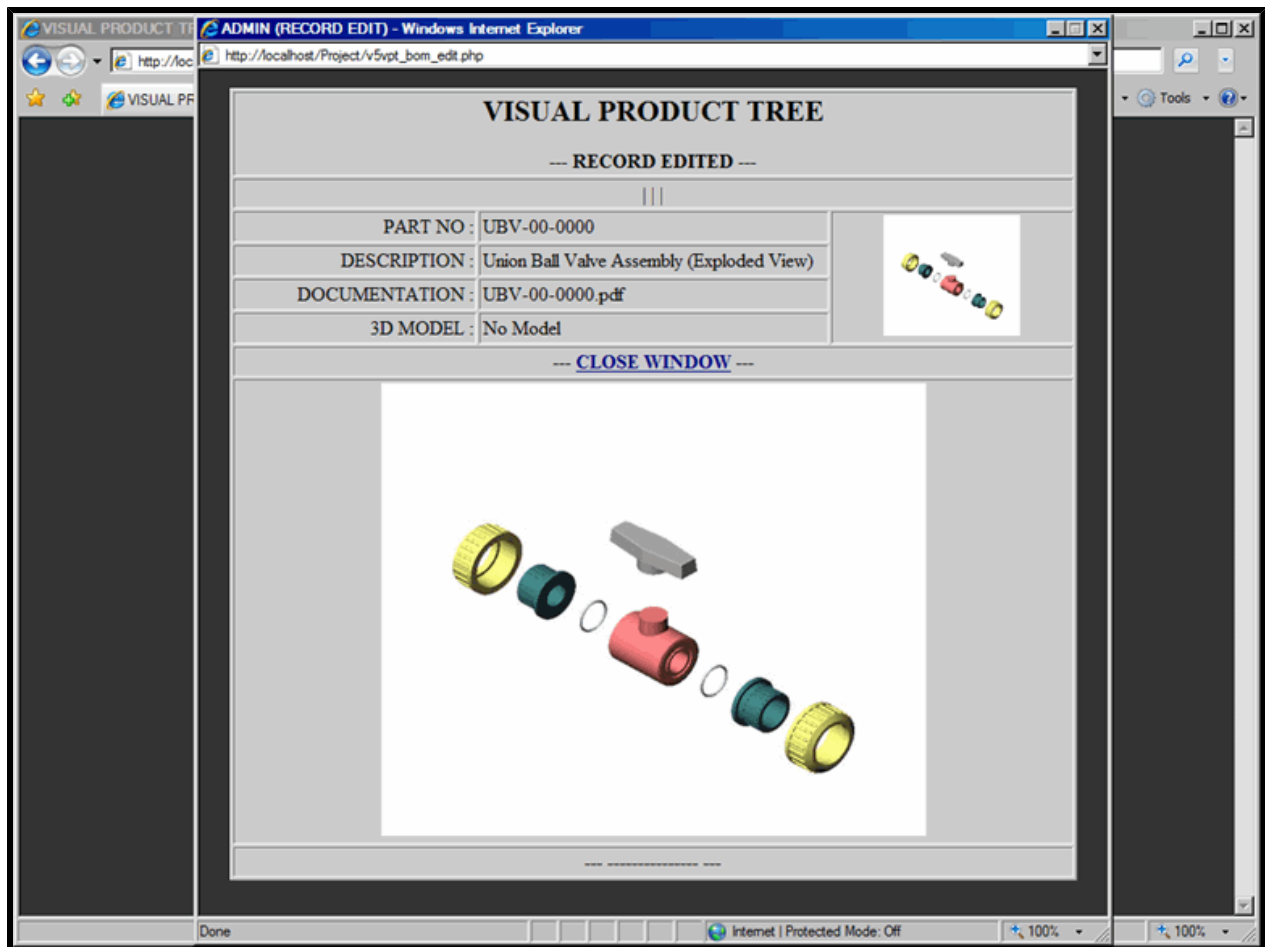 VISUAL PRODUCT TR
ADMIN (RECORD EDIT) - Windows Internet Explorer
http://loc
http://localhost/Project/v5vpt_bom_edit.php
VISUAL PR
Tools
VISUAL PRODUCT TREE
--- RECORD EDITED ---
| | |
PART NO : UBV-00-0000
DESCRIPTION : Union Ball Valve Assembly (Exploded View)
DOCUMENTATION : UBV-00-0000.pdf
3D MODEL : No Model
--- CLOSE WINDOW ---
--- --------------- ---
Done
Internet | Protected Mode: Off
100%
100%